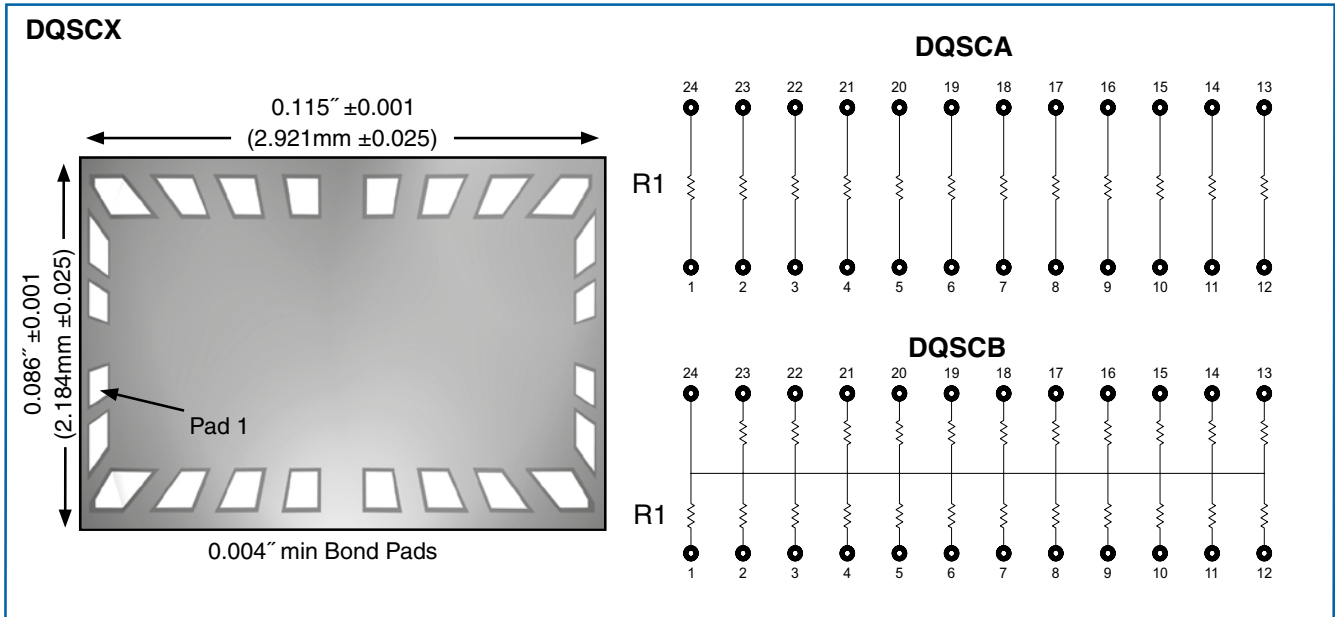 DQSCX
0.115˝ ±0.001
(2.921mm ±0.025)
0.086˝ ±0.001
(2.184mm ±0.025)
Pad 1
0.004˝ min Bond Pads
DQSCA
24 23 22 21 20 19 18 17 16 15 14 13
R1
1 2 3 4 5 6 7 8 9 10 11 12
DQSCB
24 23 22 21 20 19 18 17 16 15 14 13
R1
1 2 3 4 5 6 7 8 9 10 11 12